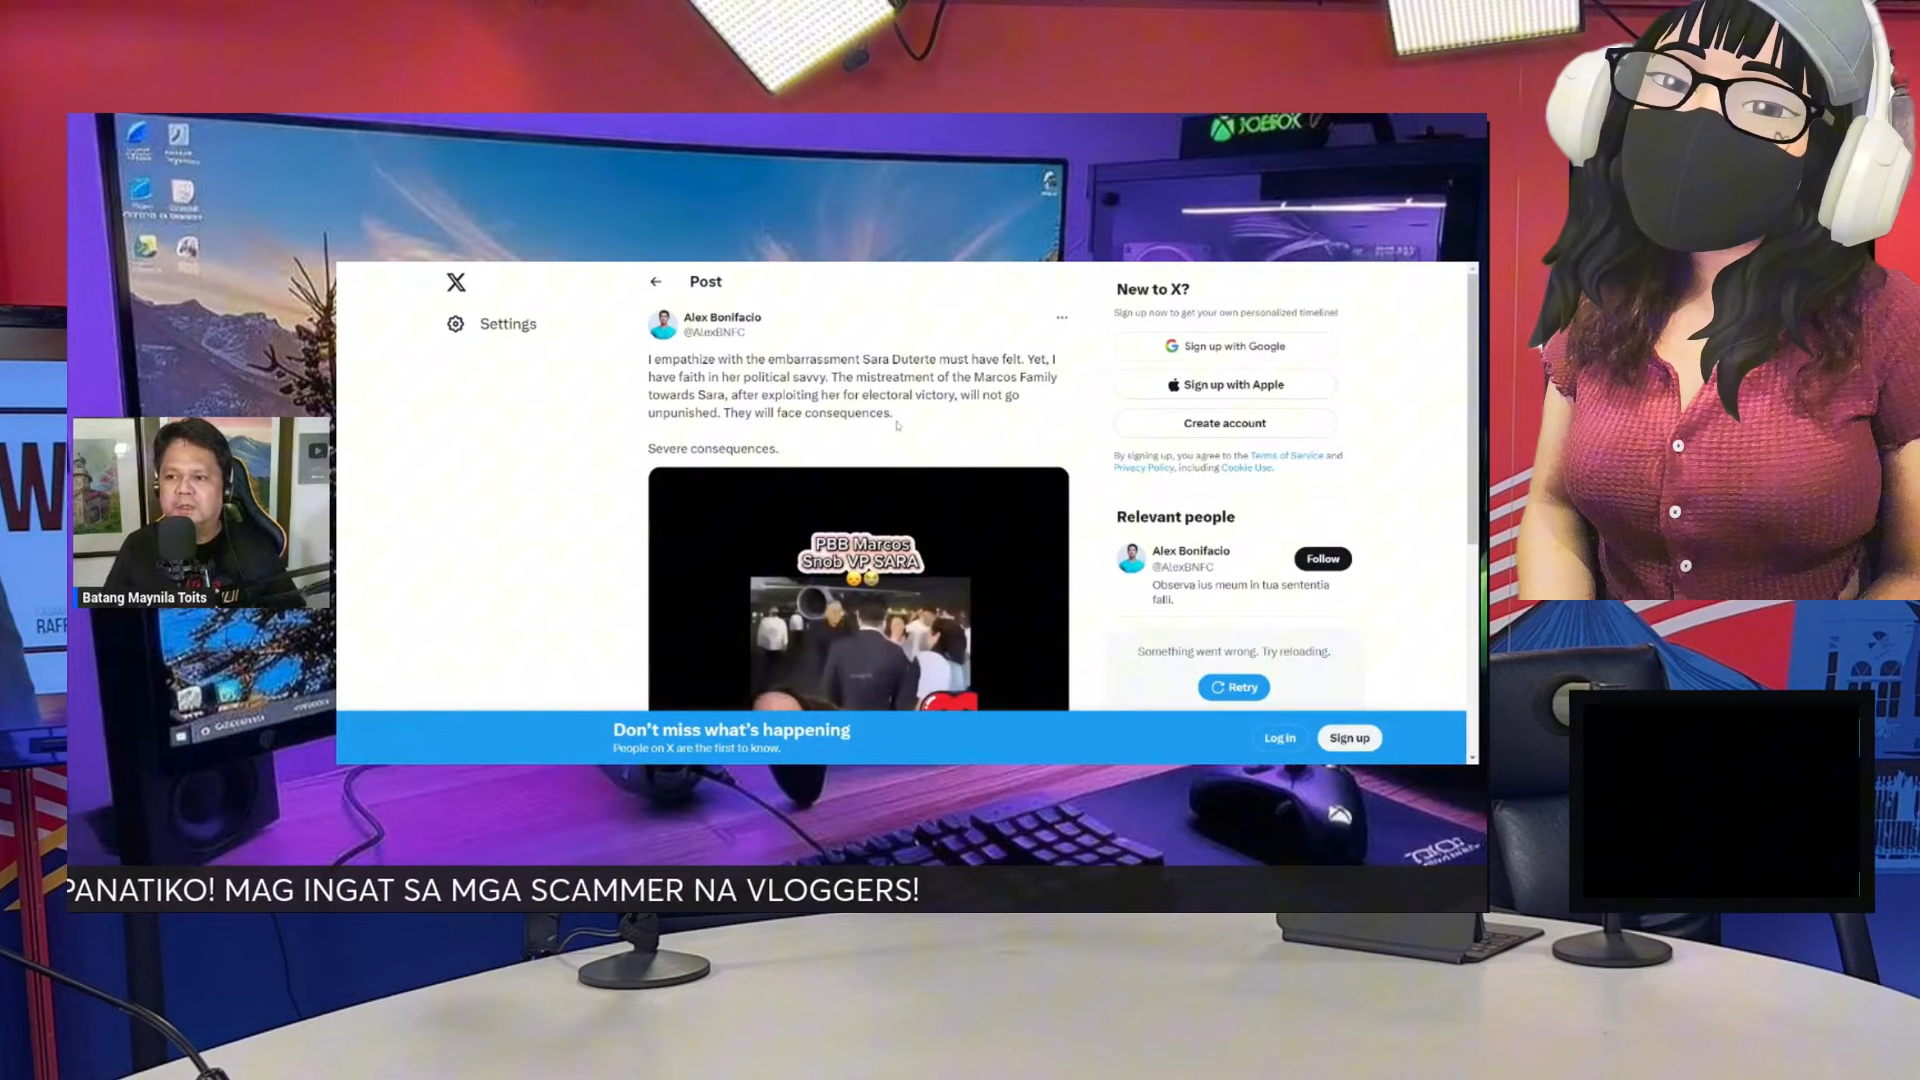 JOEBOX
Post
Settings
Alex Bonifacio
@AlexBNFC
I empathize with the embarrassment Sara Duterte must have felt. Yet, I
have faith in her political savvy. The mistreatment of the Marcos Family
towards Sara, after exploiting her for electoral victory, will not go
unpunished. They will face consequences.
Severe consequences.
PBB Marcos
Snob VP SARA
New to X?
Sign up now to get your own personalized timeline!
Sign up with Google
Sign up with Apple
Create account
By signing up, you agree to the Terms of Service and
Privacy Policy, including Cookie Use.
Relevant people
Alex Bonifacio
@AlexBNFC
Follow
Observa ius meum in tua sententia
falli.
Something went wrong. Try reloading.
Retry
Don't miss what's happening
People on X are the first to know.
Log in
Sign up
Batang Maynila Toits
W
RAFF
PANATIKO! MAG INGAT SA MGA SCAMMER NA VLOGGERS!